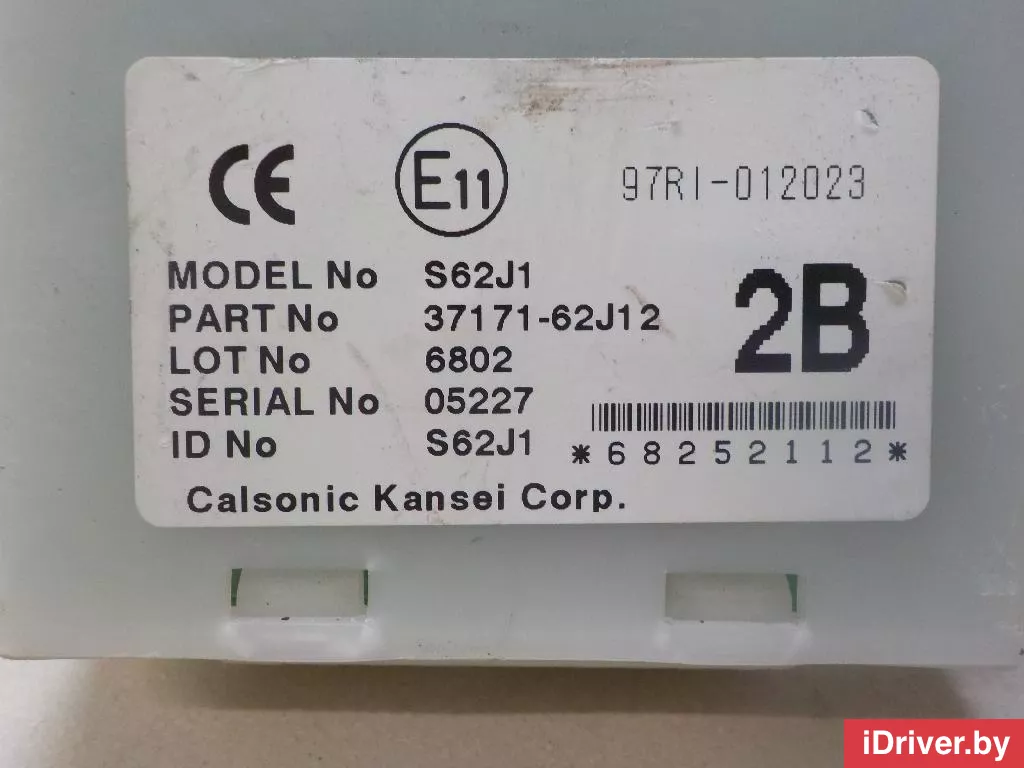 CE E11 97RI-012023
MODEL No S62J1
PART No 37171-62J12
LOT No 6802
SERIAL No 05227
ID No S62J1
2B
*68252112*
Calsonic Kansei Corp.
iDriver.by